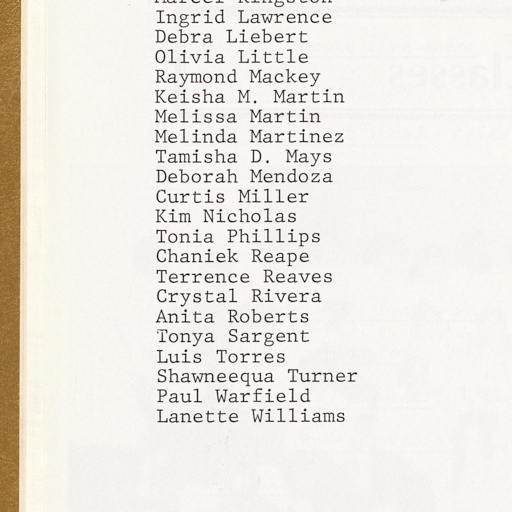 Marcel Kingston
Ingrid Lawrence
Debra Liebert
Olivia Little
Raymond Mackey
Keisha M. Martin
Melissa Martin
Melinda Martinez
Tamisha D. Mays
Deborah Mendoza
Curtis Miller
Kim Nicholas
Tonia Phillips
Chaniek Reape
Terrence Reaves
Crystal Rivera
Anita Roberts
Tonya Sargent
Luis Torres
Shawneequa Turner
Paul Warfield
Lanette Williams